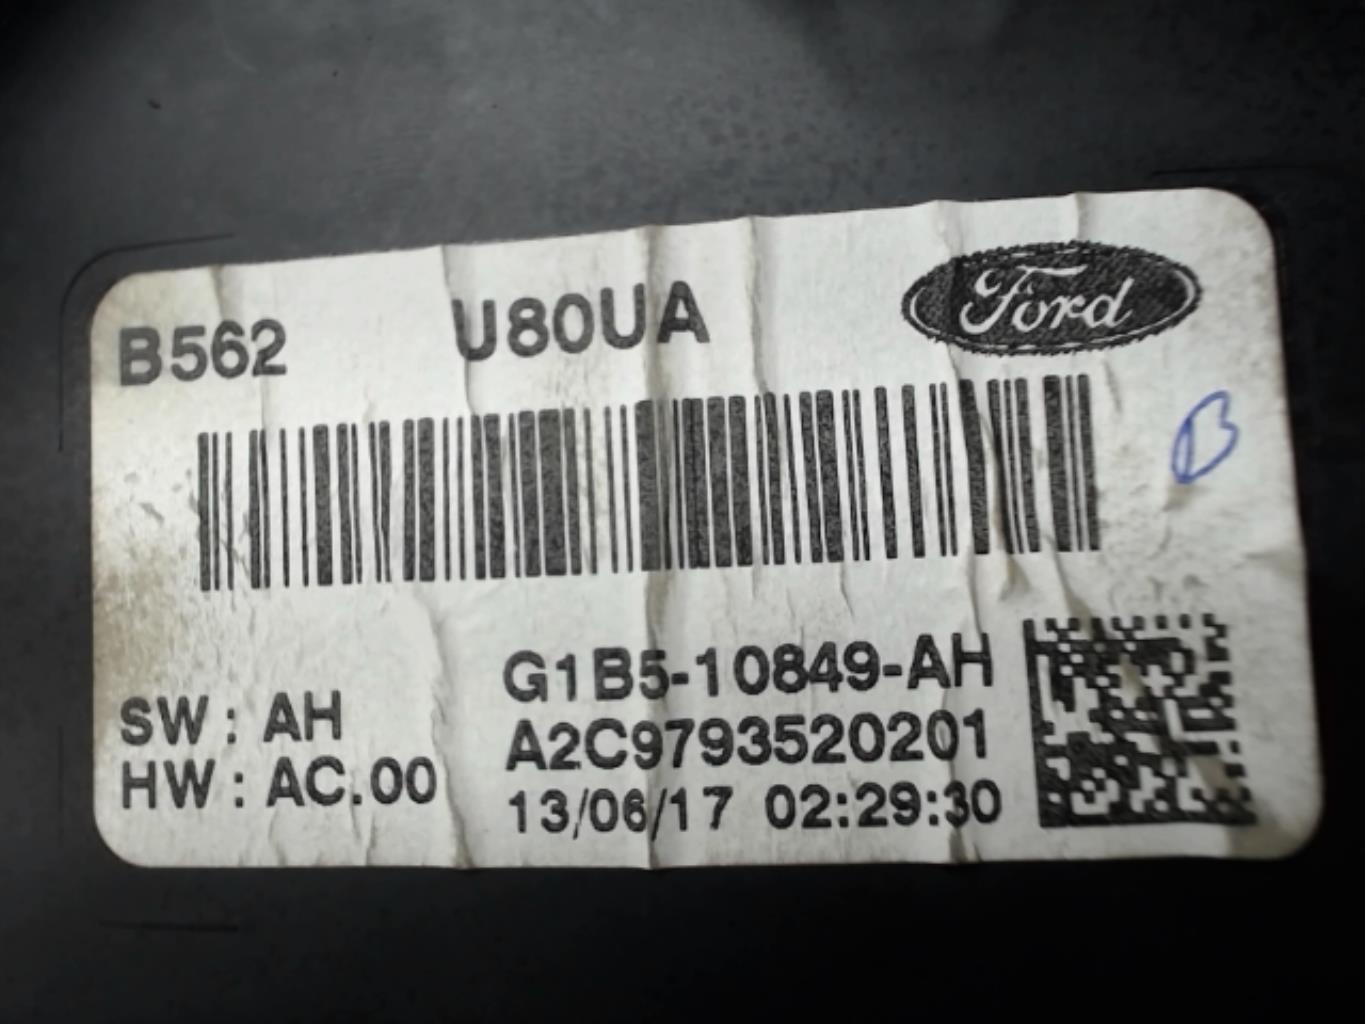 B562 U80UA Ford
B
G1B5-10849-AH
SW: AH
A2C9793520201
HW: AC.00
13/06/17 02:29:30